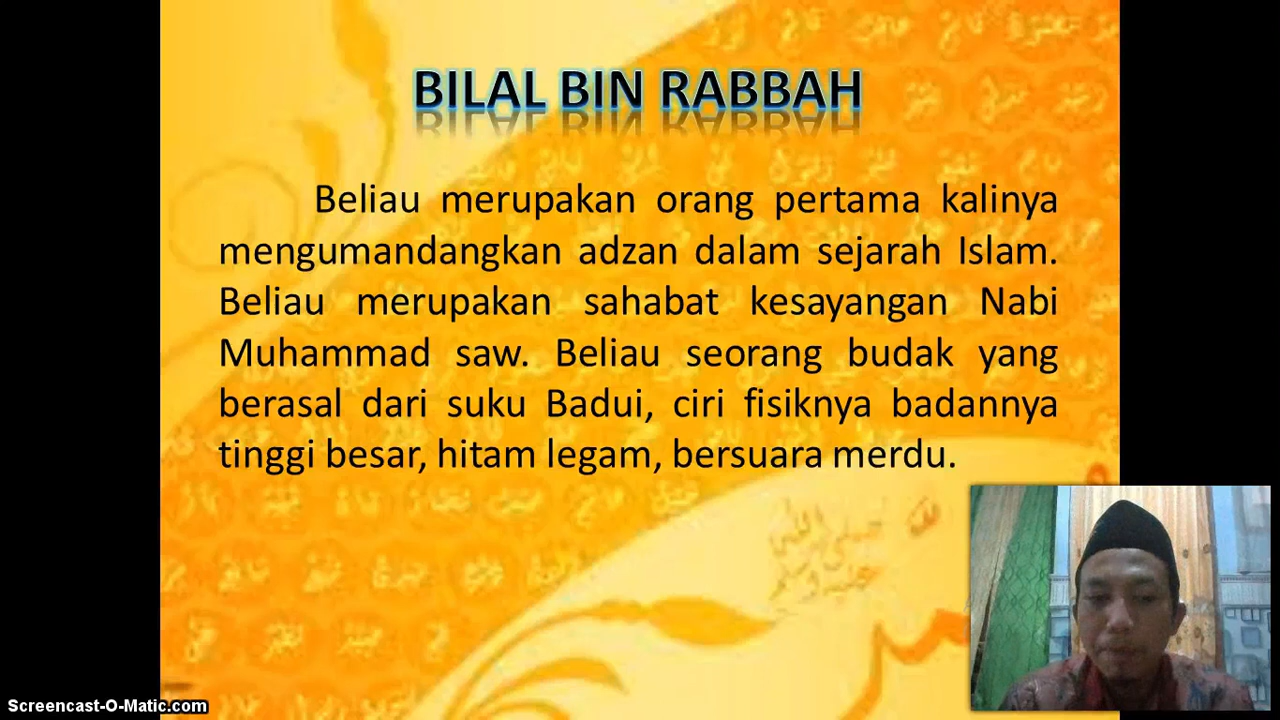 BILAL BIN RABBAH
Beliau merupakan orang pertama kalinya
mengumandangkan adzan dalam sejarah Islam.
Beliau merupakan sahabat kesayangan Nabi
Muhammad saw. Beliau seorang budak yang
berasal dari suku Badui, ciri fisiknya badannya
tinggi besar, hitam legam, bersuara merdu.
Screencast-O-Matic.com